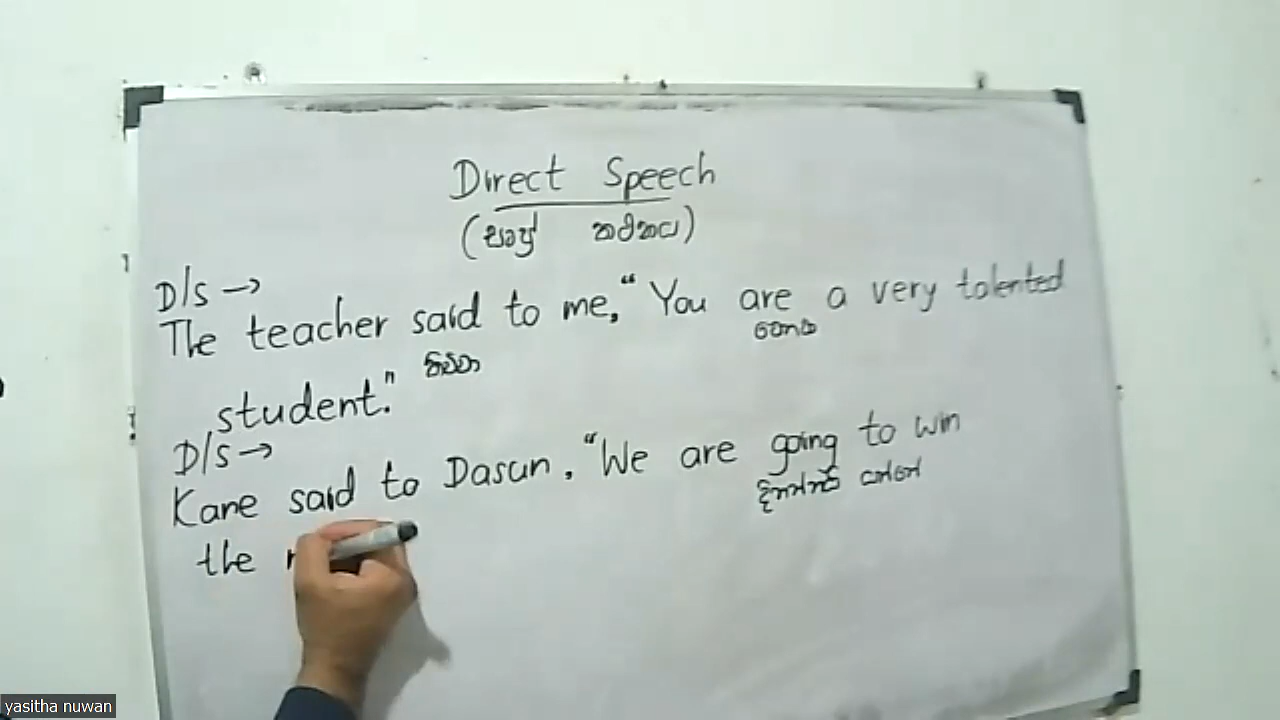 Direct Speech
(සෘජු කථනය)
D/S →
The teacher said to me, "You are a very talented
student."
D/S →
Kane said to Dasun, "We are going to win
the
yasitha nuwan